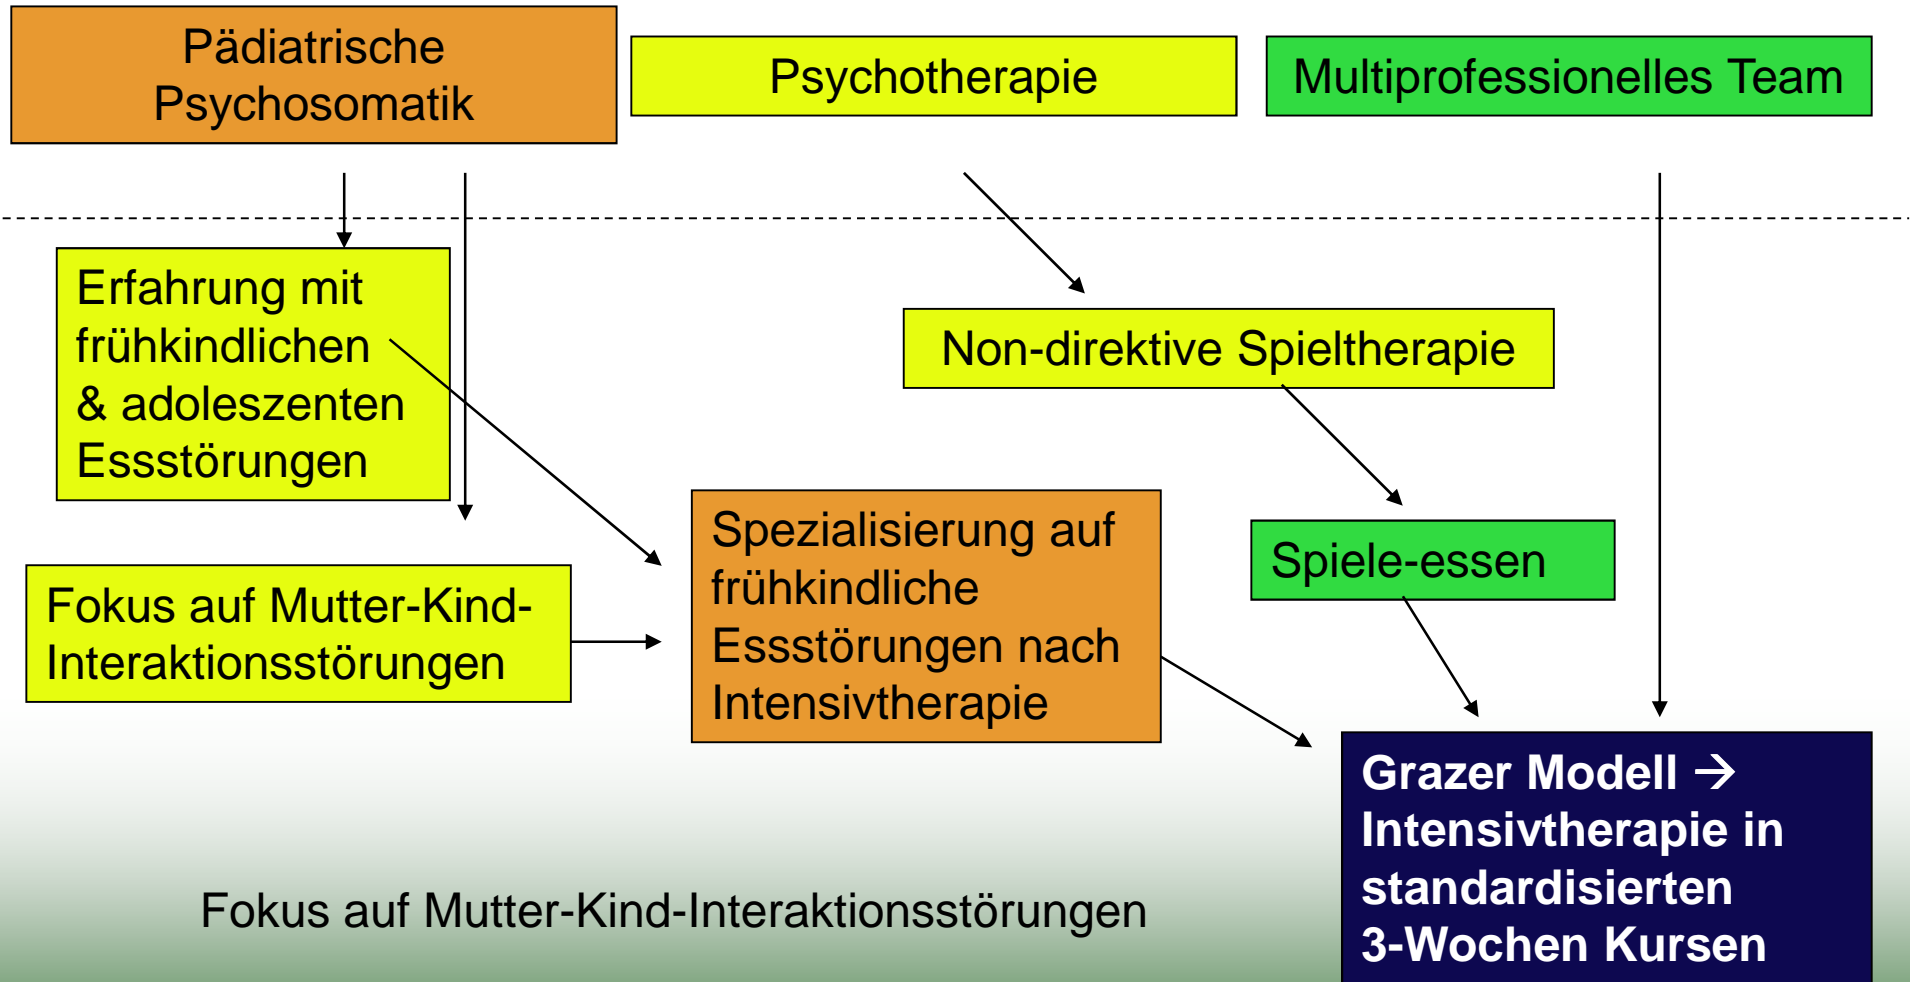 Pädiatrische
Psychosomatik
Psychotherapie
Multiprofessionelles Team
Erfahrung mit
frühkindlichen
& adoleszenten
Essstörungen
Non-direktive Spieltherapie
Fokus auf Mutter-Kind-
Interaktionsstörungen
Spezialisierung auf
frühkindliche
Essstörungen nach
Intensivtherapie
Spiele-essen
Grazer Modell →
Intensivtherapie in
standardisierten
3-Wochen Kursen
Fokus auf Mutter-Kind-Interaktionsstörungen